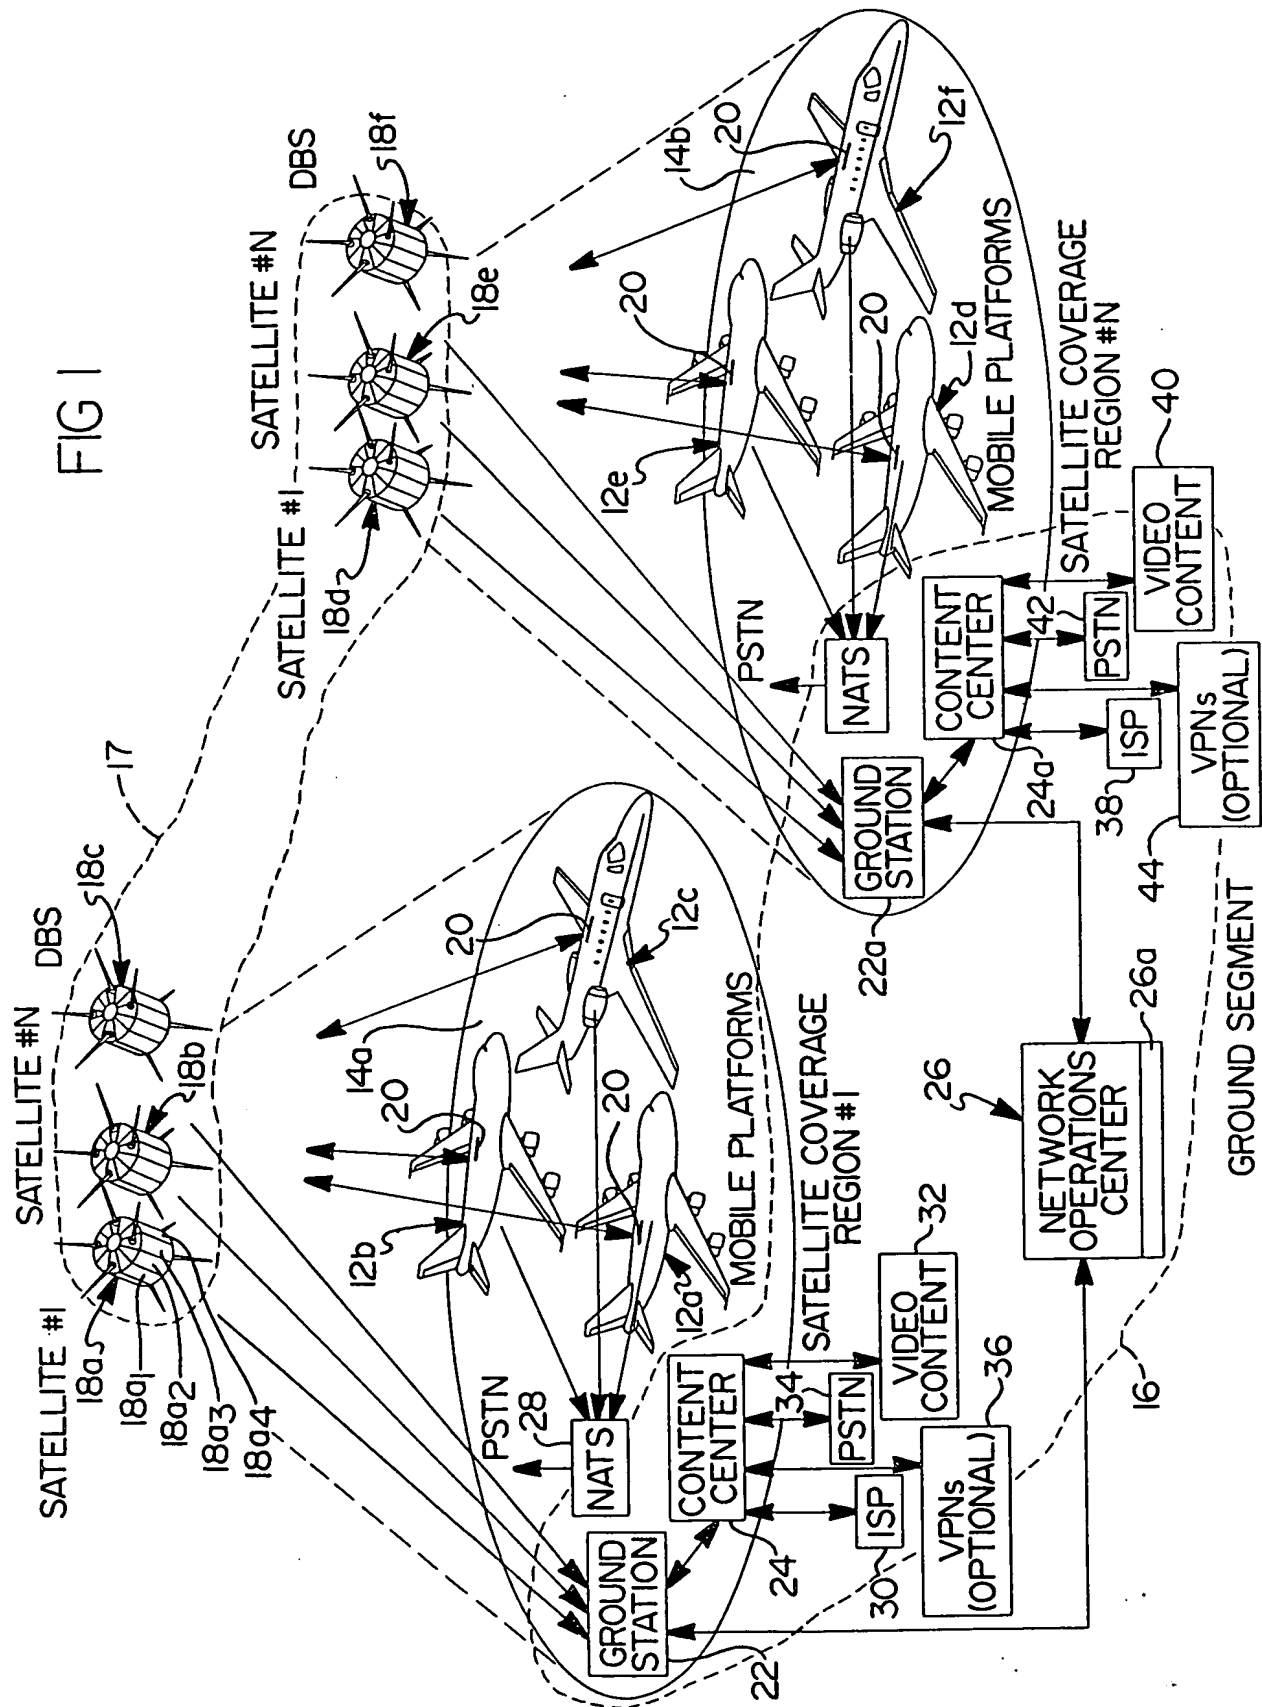 FIG 1
SATELLITE #1
SATELLITE #N
DBS
18a
18a1
18a2
18a3
18a4
18b
18c
17
SATELLITE #1
SATELLITE #N
DBS
18d
18e
18f
14a
20
20
20
12b
12c
12a
MOBILE PLATFORMS
SATELLITE COVERAGE
REGION #1
PSTN
28
NATS
GROUND
STATION
22
CONTENT
CENTER
24
34
PSTN
ISP
30
VIDEO
CONTENT
32
VPNs
(OPTIONAL)
36
14b
20
20
20
12e
12f
12d
MOBILE PLATFORMS
SATELLITE COVERAGE
REGION #N
PSTN
NATS
GROUND
STATION
22a
CONTENT
CENTER
24a
42
PSTN
ISP
38
VIDEO
CONTENT
40
VPNs
(OPTIONAL)
44
NETWORK
OPERATIONS
CENTER
26
26a
16
GROUND SEGMENT